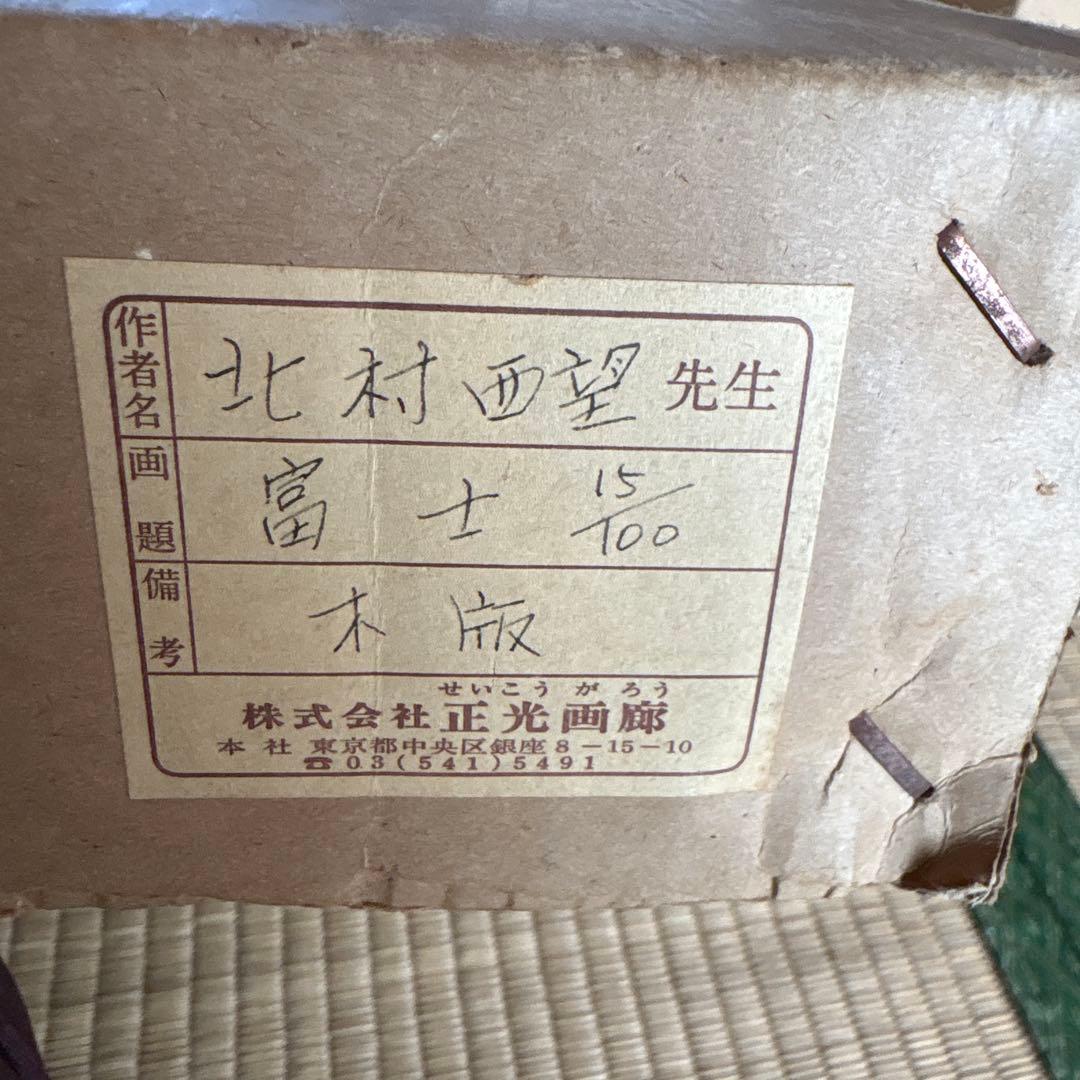 作者名 北村西望 先生
画題 富士 15/100
備考 木版
せいこうがろう
株式会社正光画廊
本社 東京都中央区銀座8-15-10
☎03(541)5491